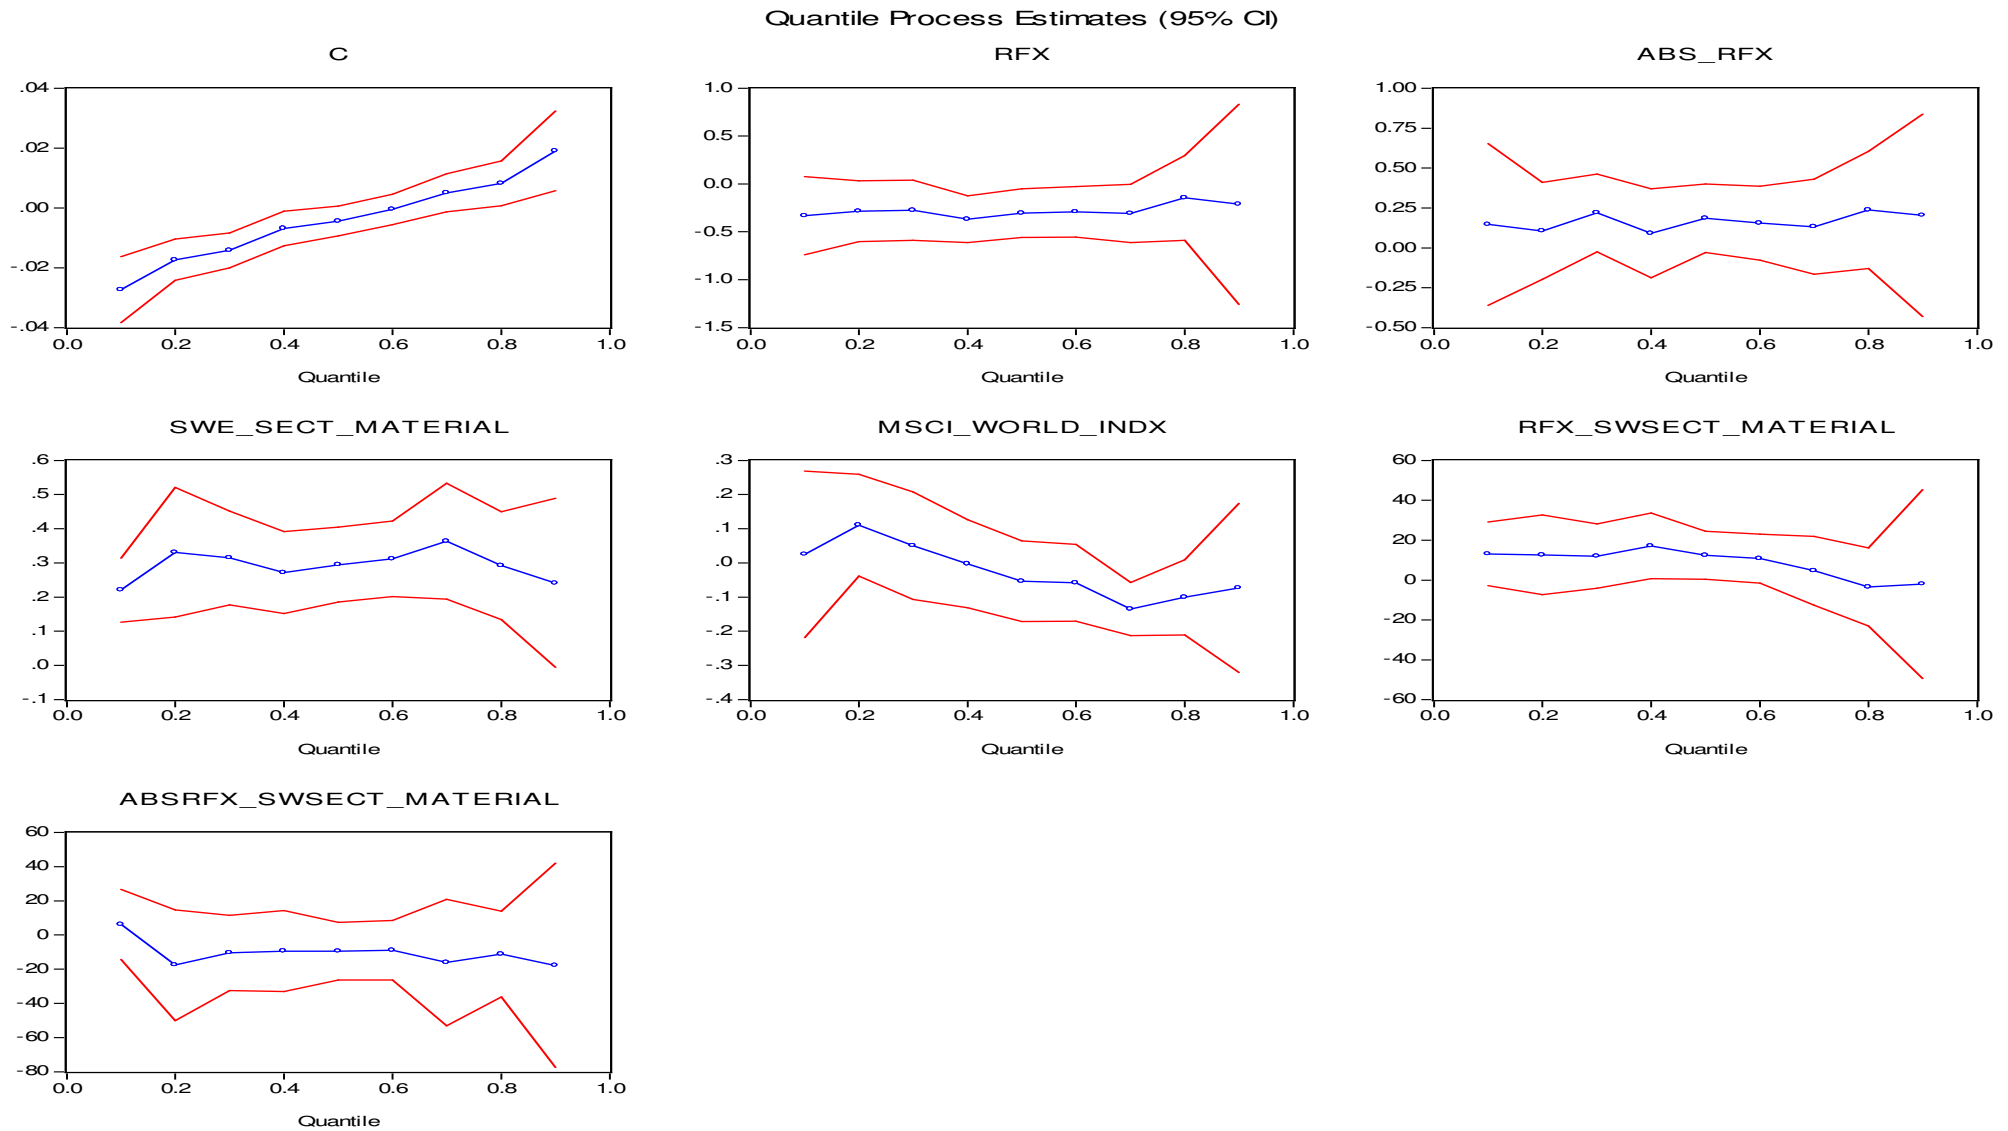 Quantile Process Estimates (95% CI)
C
.04
.02
.00
-.02
-.04
0.0 0.2 0.4 0.6 0.8 1.0
Quantile
RFX
1.0
0.5
0.0
-0.5
-1.0
-1.5
0.0 0.2 0.4 0.6 0.8 1.0
Quantile
ABS_RFX
1.00
0.75
0.50
0.25
0.00
-0.25
-0.50
0.0 0.2 0.4 0.6 0.8 1.0
Quantile
SWE_SECT_MATERIAL
.6
.5
.4
.3
.2
.1
.0
-.1
0.0 0.2 0.4 0.6 0.8 1.0
Quantile
MSCI_WORLD_INDX
.3
.2
.1
.0
-.1
-.2
-.3
-.4
0.0 0.2 0.4 0.6 0.8 1.0
Quantile
RFX_SWSECT_MATERIAL
60
40
20
0
-20
-40
-60
0.0 0.2 0.4 0.6 0.8 1.0
Quantile
ABSRFX_SWSECT_MATERIAL
60
40
20
0
-20
-40
-60
-80
0.0 0.2 0.4 0.6 0.8 1.0
Quantile